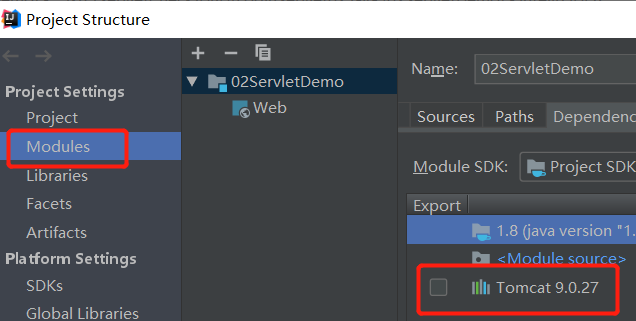 Project Structure
Project Settings
Project
Modules
Libraries
Facets
Artifacts
Platform Settings
SDKs
Global Libraries
02ServletDemo
Web
Name: 02ServletDemo
Sources Paths Dependenc
Module SDK: Project SDK
Export
1.8 (java version "1.
<Module source>
Tomcat 9.0.27